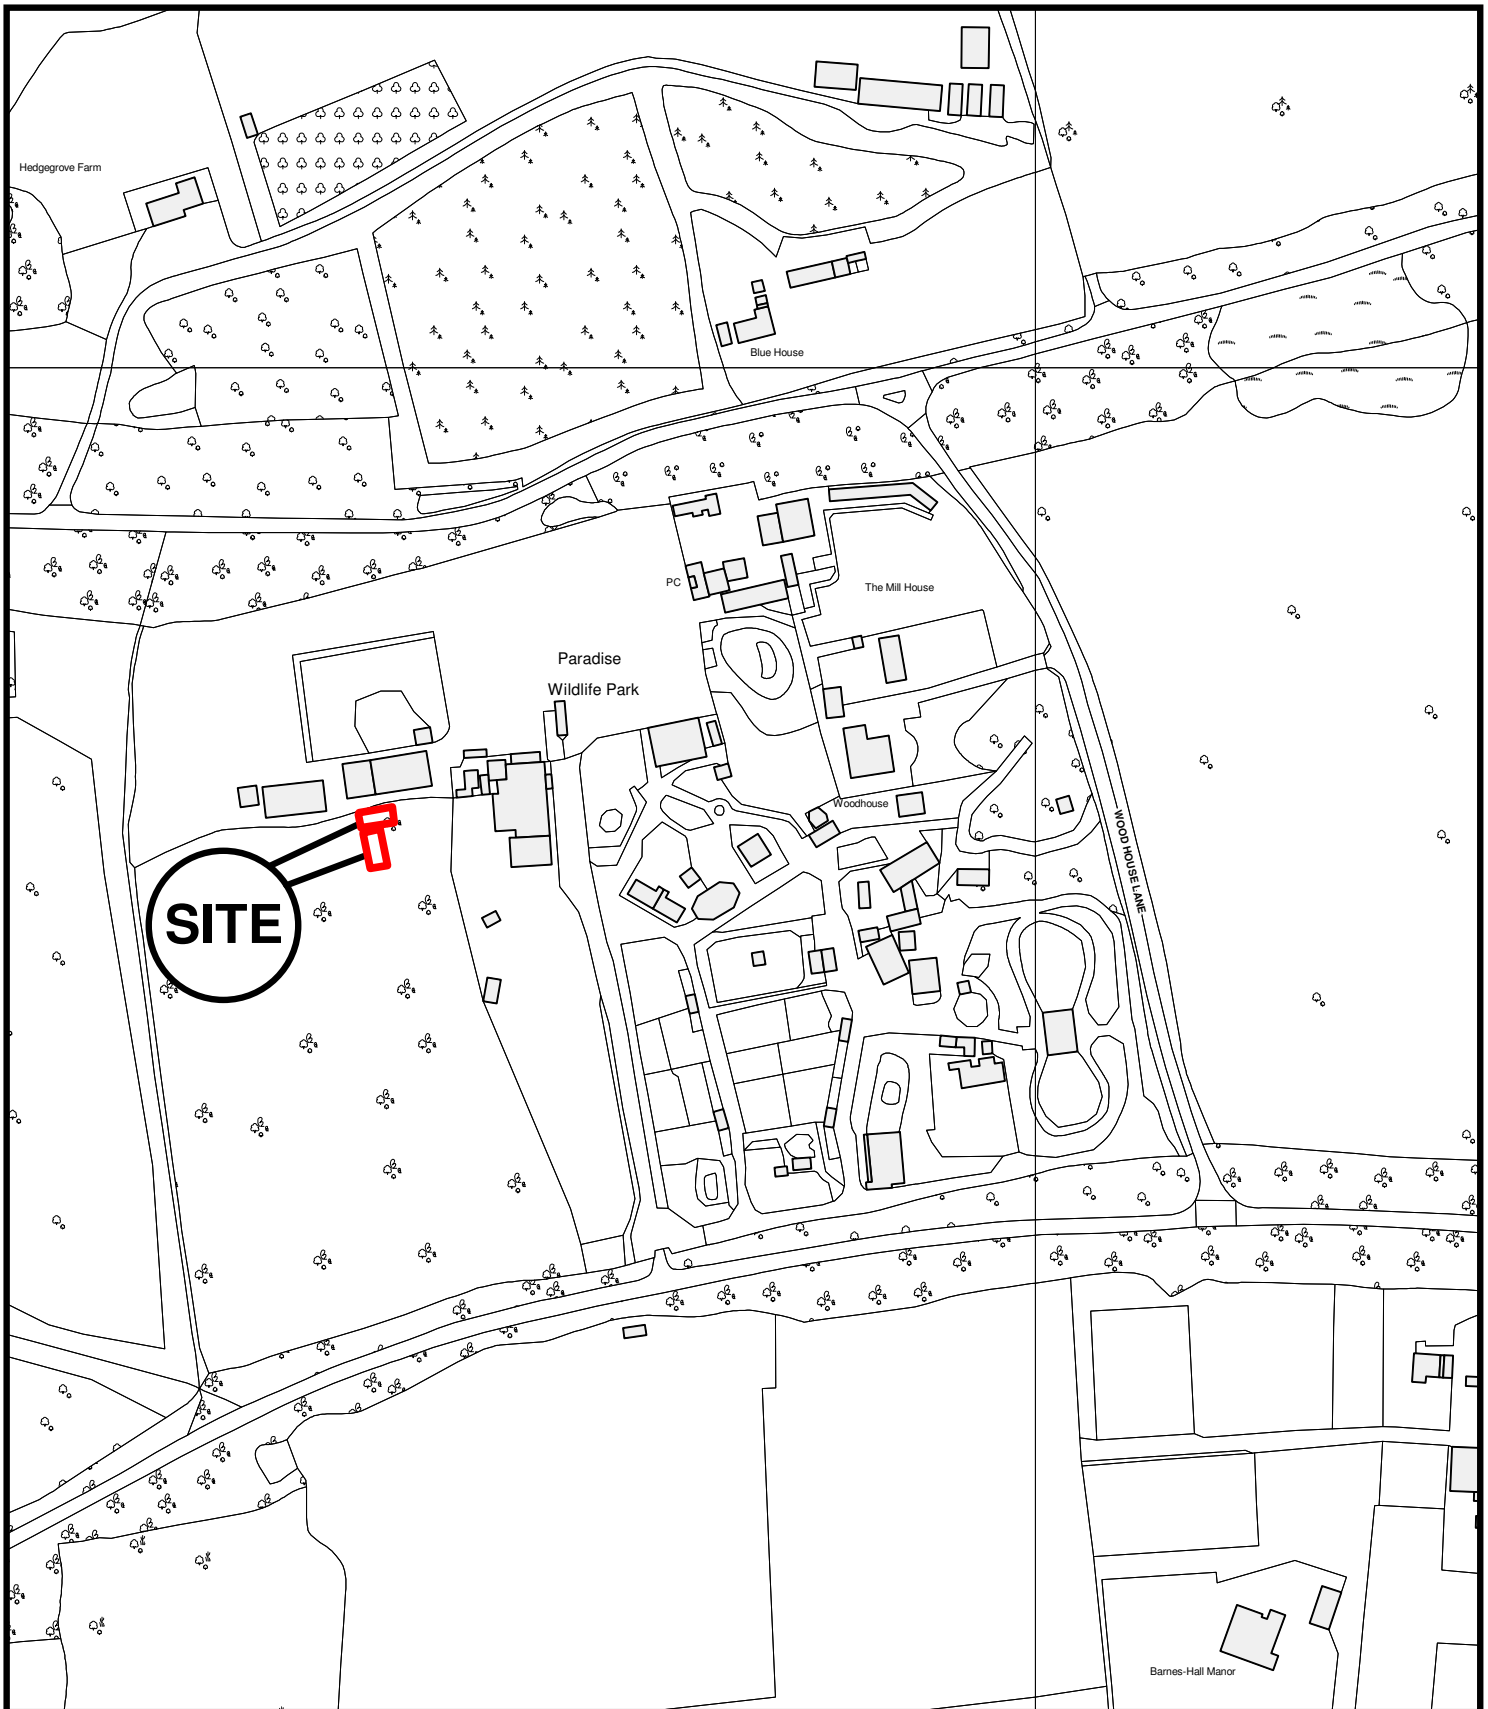 Hedgegrove Farm
Blue House
PC
The Mill House
Paradise
Wildlife Park
Woodhouse
WOOD HOUSE LANE
SITE
Barnes-Hall Manor